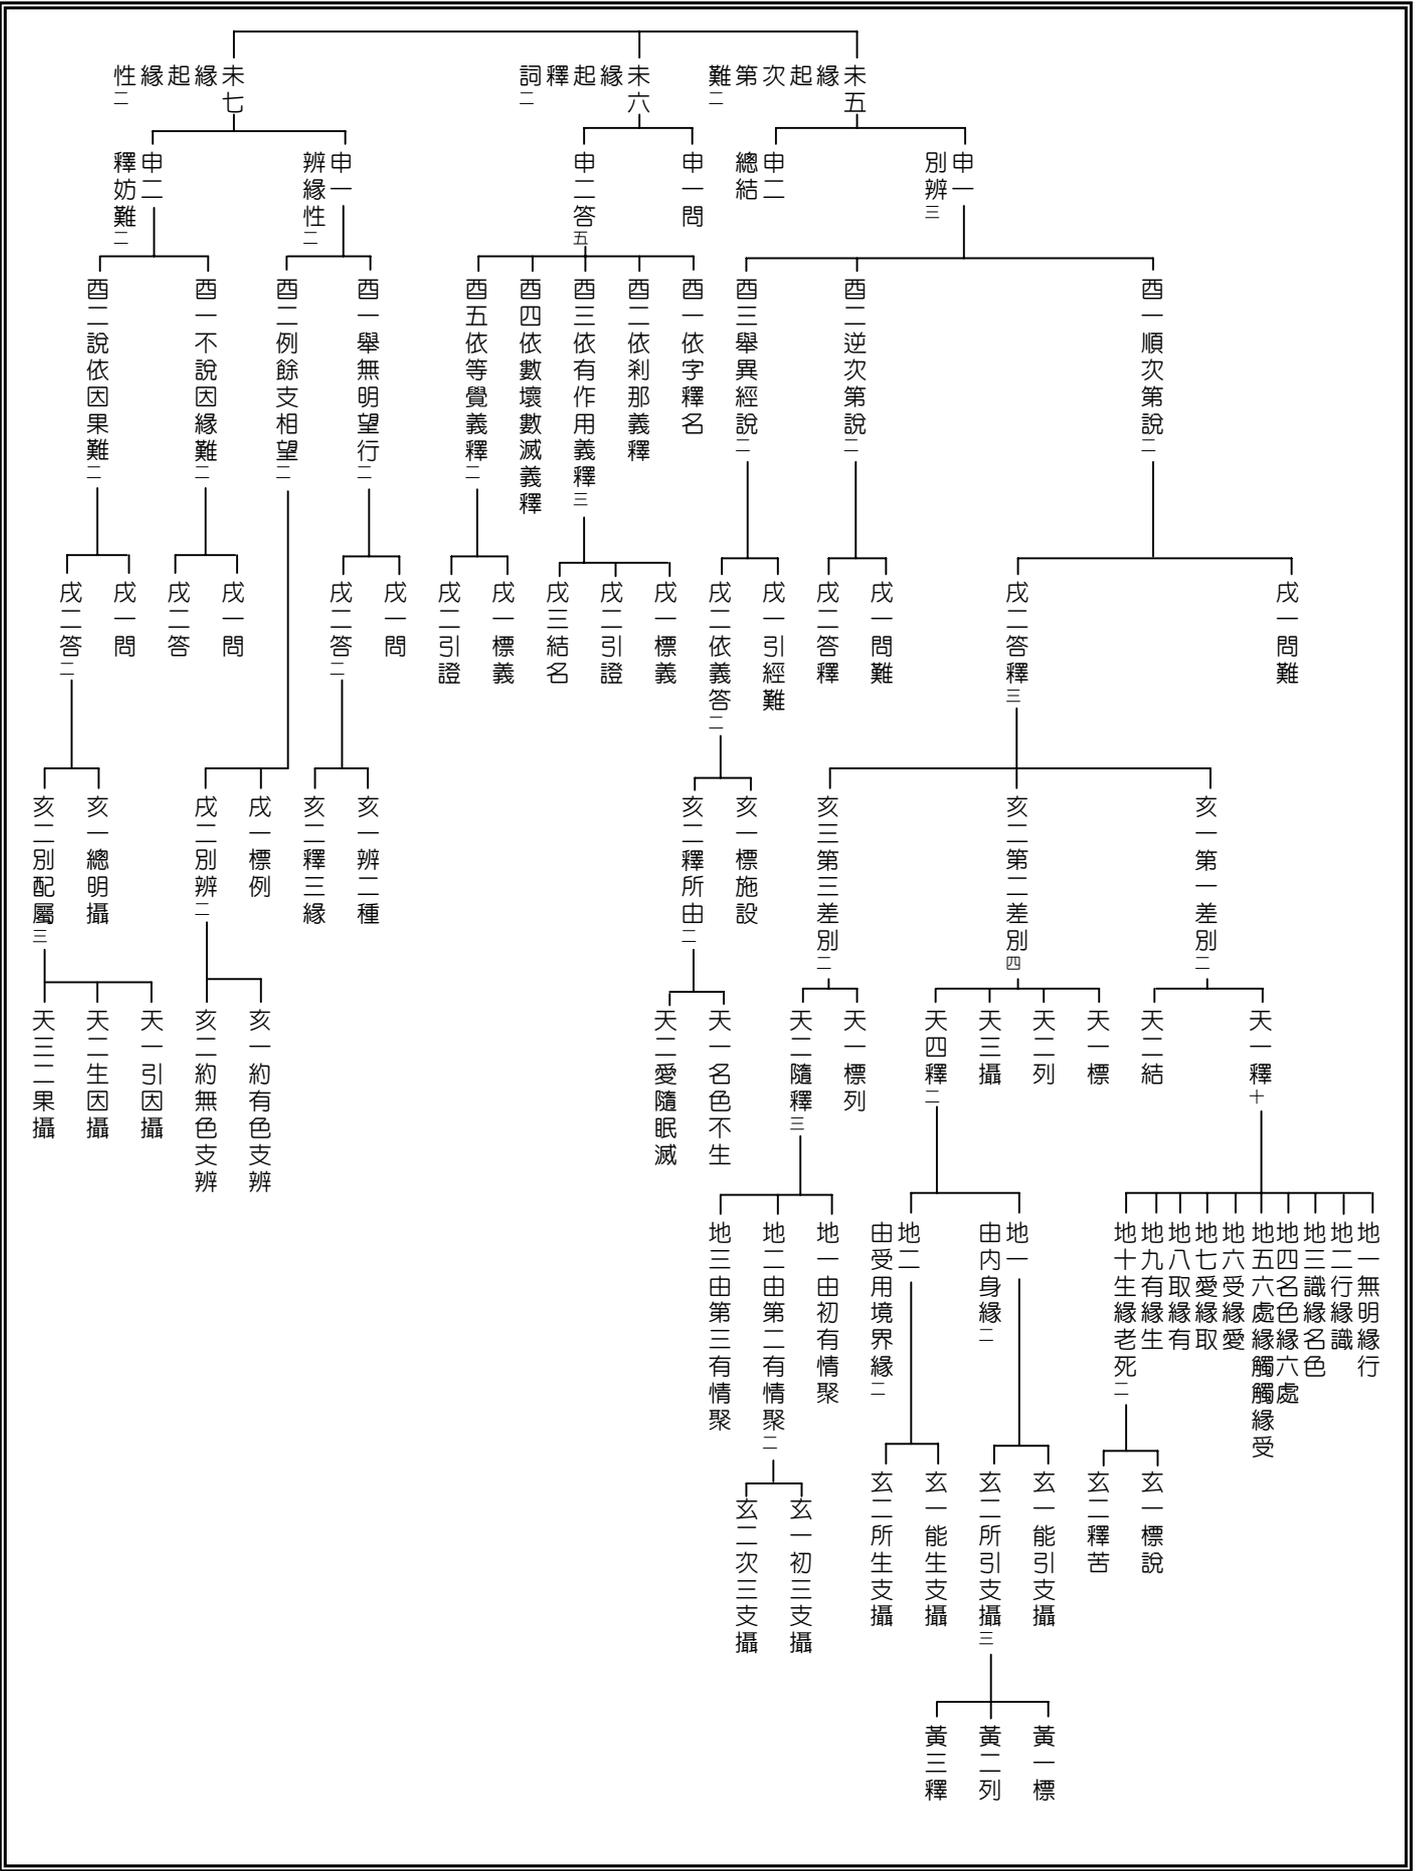 未五
緣起次第難二
未六
緣起釋詞二
未七
緣起緣性二
申一
別辨三
申二
總結
申一問
申二答五
申一
辨緣性二
申二
釋妨難二
酉一順次第說二
酉二逆次第說二
酉三舉異經說二
酉一依字釋名
酉二依剎那義釋
酉三依有作用義釋三
酉四依數壞數滅義釋
酉五依等覺義釋二
酉一舉無明望行二
酉二例餘支相望二
酉一不說因緣難二
酉二說依因果難二
戌一問難
戌二答釋三
戌一問難
戌二答釋
戌一引經難
戌二依義答二
戌一標義
戌二引證
戌三結名
戌一標義
戌二引證
戌一問
戌二答二
戌一問
戌二答
戌一問
戌二答二
亥一第一差別二
亥二第二差別四
亥三第三差別二
亥一標施設
亥二釋所由二
亥一辨二種
亥二釋三緣
戌一標例
戌二別辨二
亥一總明攝
亥二別配屬三
天一釋十
天二結
天一標
天二列
天三攝
天四釋二
天一標列
天二隨釋三
天一名色不生
天二愛隨眠滅
亥一約有色支辨
亥二約無色支辨
天一引因攝
天二生因攝
天三二果攝
地一無明緣行
地二行緣識
地三識緣名色
地四名色緣六處
地五六處緣觸觸緣受
地六受緣愛
地七愛緣取
地八取緣有
地九有緣生
地十生緣老死二
地一
由內身緣二
地二
由受用境界緣二
地一由初有情聚
地二由第二有情聚二
地三由第三有情聚
玄一標說
玄二釋苦
玄一能引支攝
玄二所引支攝三
玄一能生支攝
玄二所生支攝
玄一初三支攝
玄二次三支攝
黃一標
黃二列
黃三釋